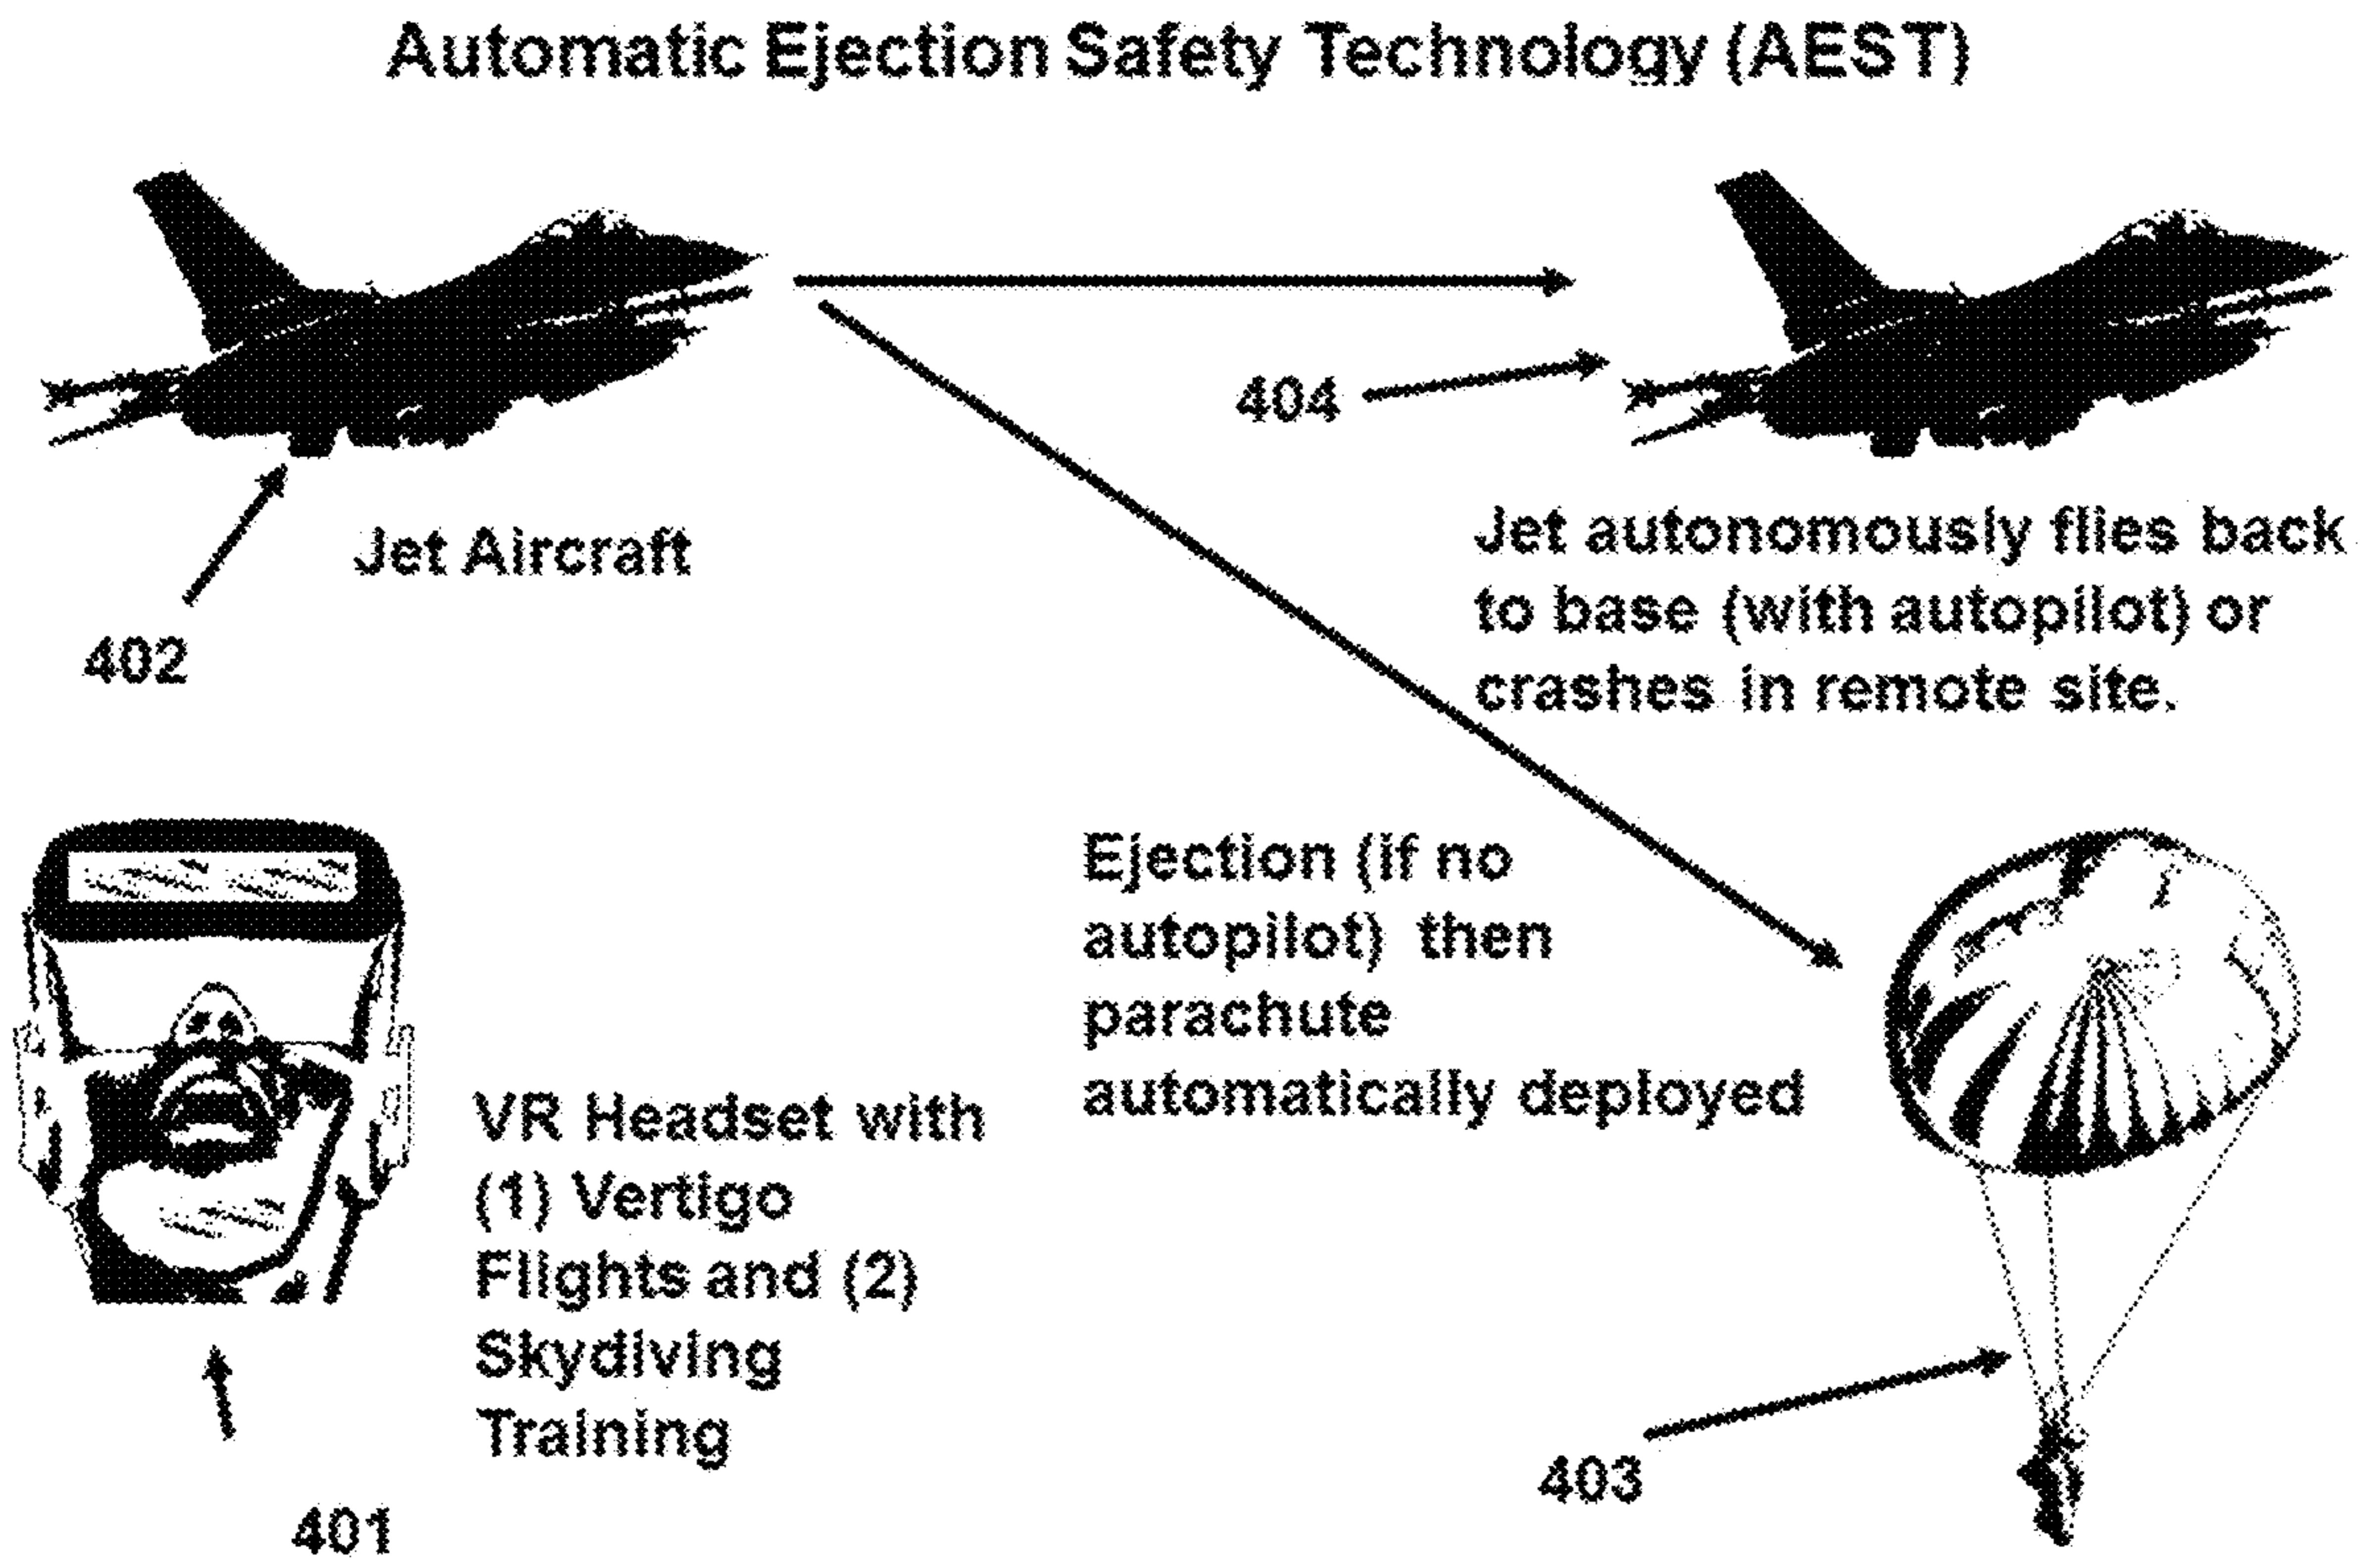 Automatic Ejection Safety Technology (AEST)
404
Jet Aircraft
402
Jet autonomously flies back
to base (with autopilot) or
crashes in remote site.
Ejection (if no
autopilot) then
parachute
automatically deployed
VR Headset with
(1) Vertigo
Flights and (2)
Skydiving
Training
401
403